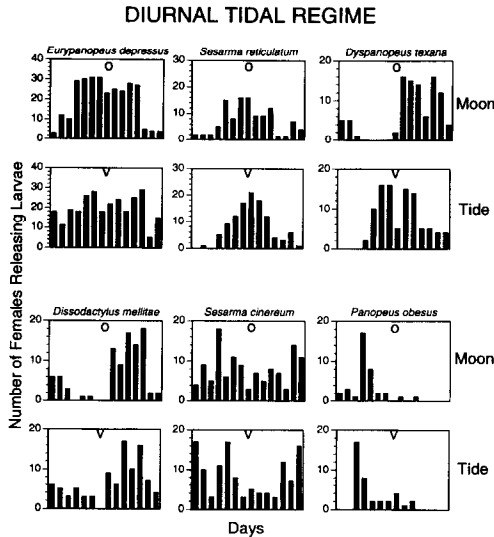 DIURNAL TIDAL REGIME
Eurypanopeus depressus Sesarma reticulatum Dyspanopeus texana
40 30 20
30
20 20 10
10 10
0 0 0
O O O
Moon
40 30 20
30
20 20 10
10 10
0 0 0
V V V
Tide
Number of Females Releasing Larvae
Dissodactylus mellitae Sesarma cinereum Panopeus obesus
20 20 20
10 10 10
0 0 0
O O O
Moon
20 20 20
10 10 10
0 0 0
V V V
Tide
Days